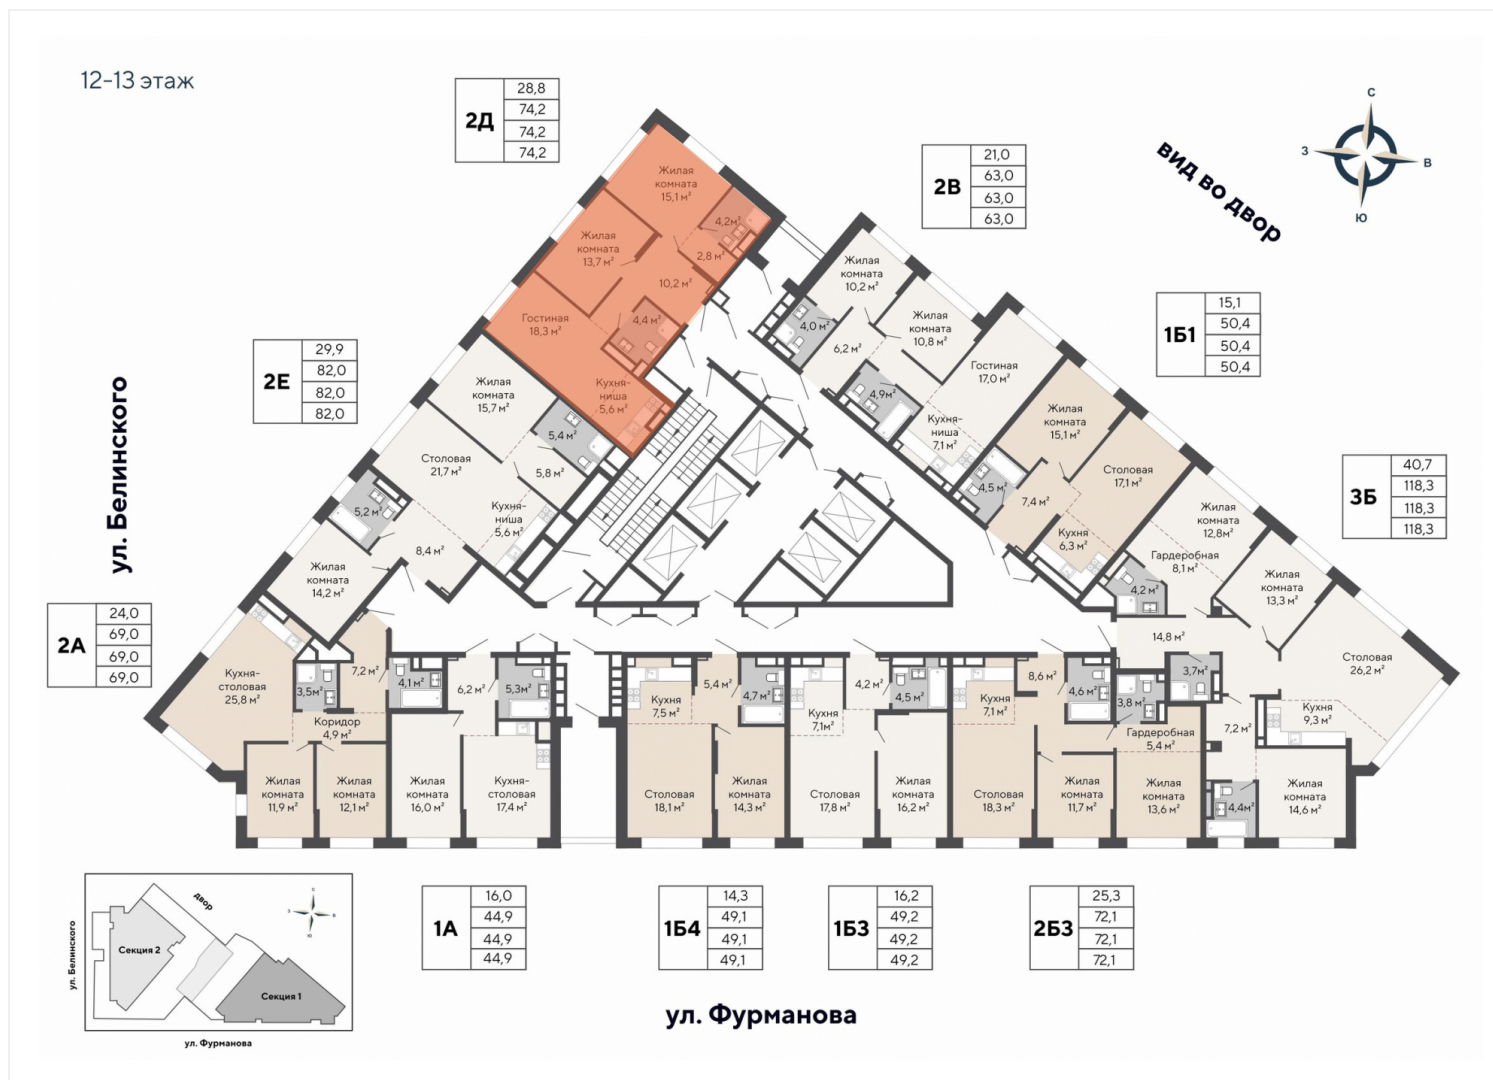 12–13 этаж
2Д
28,8
74,2
74,2
74,2
2В
21,0
63,0
63,0
63,0
вид во двор
С
З
В
Ю
1Б1
15,1
50,4
50,4
50,4
2Е
29,9
82,0
82,0
82,0
3Б
40,7
118,3
118,3
118,3
2А
24,0
69,0
69,0
69,0
ул. Белинского
Жилая
комната
15,1 м²
4,2м²
2,8 м²
Жилая
комната
13,7 м²
10,2 м²
Гостиная
18,3 м²
4,4 м²
Кухня-
ниша
5,6 м²
Жилая
комната
15,7 м²
5,4 м²
5,8 м²
Столовая
21,7 м²
Кухня-
ниша
5,6 м²
5,2 м²
8,4 м²
Жилая
комната
14,2 м²
Жилая
комната
10,2 м²
4,0 м²
6,2 м²
Жилая
комната
10,8 м²
4,9м²
Гостиная
17,0 м²
Кухня-
ниша
7,1 м²
Жилая
комната
15,1 м²
4,5 м²
7,4 м²
Столовая
17,1 м²
Кухня
6,3 м²
Жилая
комната
12,8м²
Гардеробная
8,1 м²
4,2 м²
Жилая
комната
13,3 м²
14,8 м²
3,7м²
Столовая
26,2 м²
Кухня
9,3 м²
7,2 м²
4,4м²
Жилая
комната
14,6 м²
Кухня-
столовая
25,8 м²
3,5м²
7,2 м²
Коридор
4,9 м²
Жилая
комната
11,9 м²
Жилая
комната
12,1 м²
4,1 м²
6,2 м²
5,3м²
Жилая
комната
16,0 м²
Кухня-
столовая
17,4 м²
Кухня
7,5 м²
5,4 м²
4,7 м²
Столовая
18,1 м²
Жилая
комната
14,3 м²
Кухня
7,1м²
4,2 м²
4,5 м²
Столовая
17,8 м²
Жилая
комната
16,2 м²
Кухня
7,1 м²
8,6 м²
4,6 м²
Столовая
18,3 м²
Жилая
комната
11,7 м²
3,8 м²
Гардеробная
5,4 м²
Жилая
комната
13,6 м²
1А
16,0
44,9
44,9
44,9
1Б4
14,3
49,1
49,1
49,1
1Б3
16,2
49,2
49,2
49,2
2Б3
25,3
72,1
72,1
72,1
ул. Фурманова
двор
ул. Белинского
Секция 2
Секция 1
С
З
В
Ю
ул. Фурманова